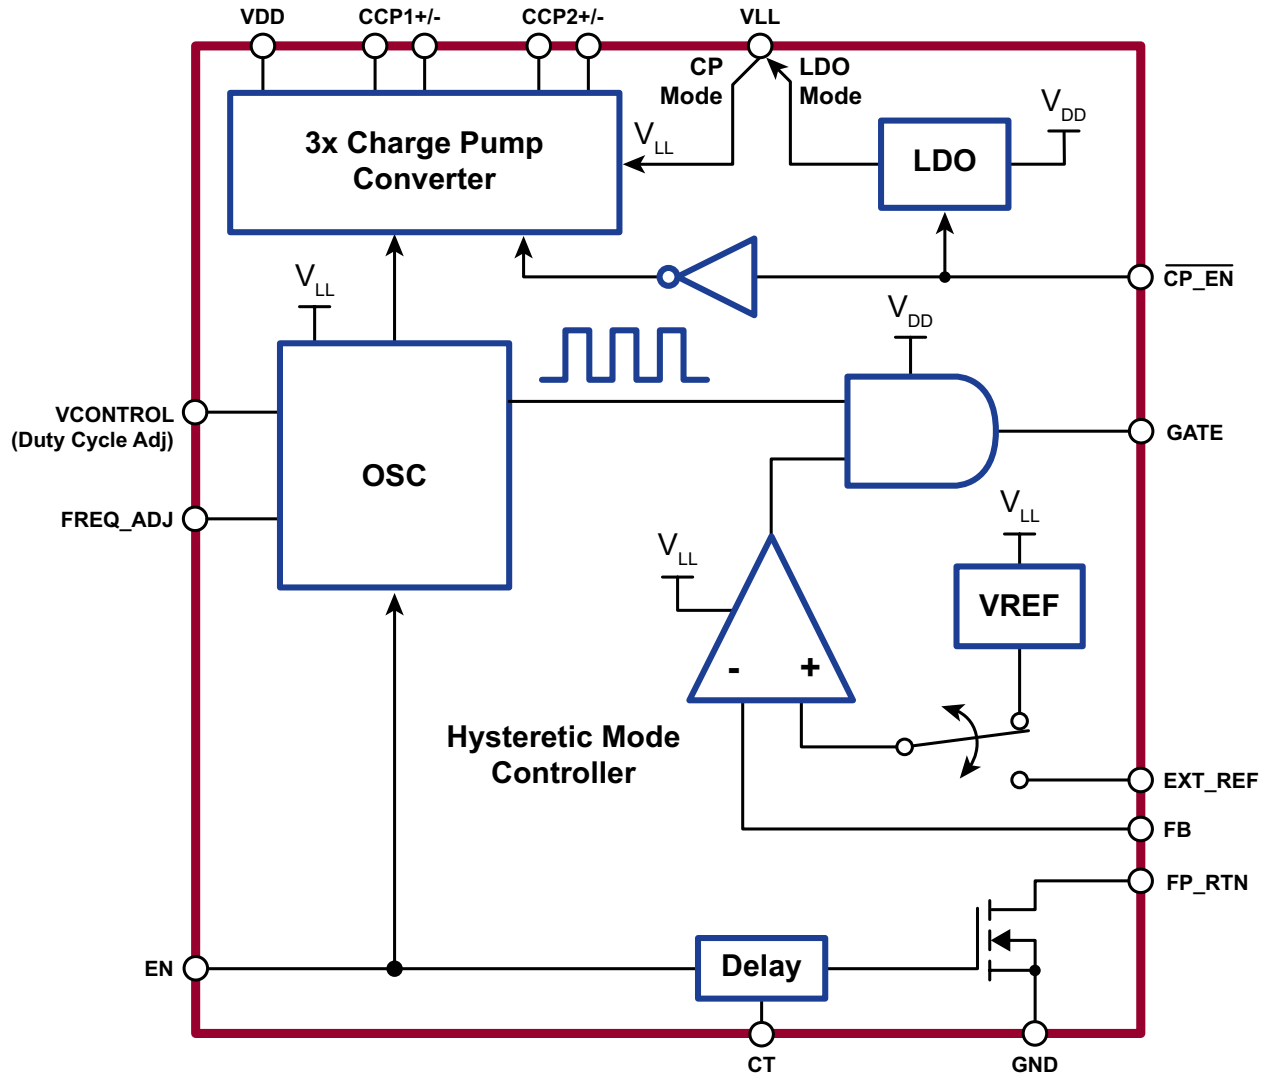 VDD
CCP1+/-
CCP2+/-
VLL
CP
Mode
LDO
Mode
VDD
3x Charge Pump
Converter
VLL
LDO
CP_EN
VLL
VDD
VCONTROL
(Duty Cycle Adj)
OSC
GATE
FREQ_ADJ
VLL
VLL
VREF
-
+
Hysteretic Mode
Controller
EXT_REF
FB
FP_RTN
EN
Delay
CT
GND